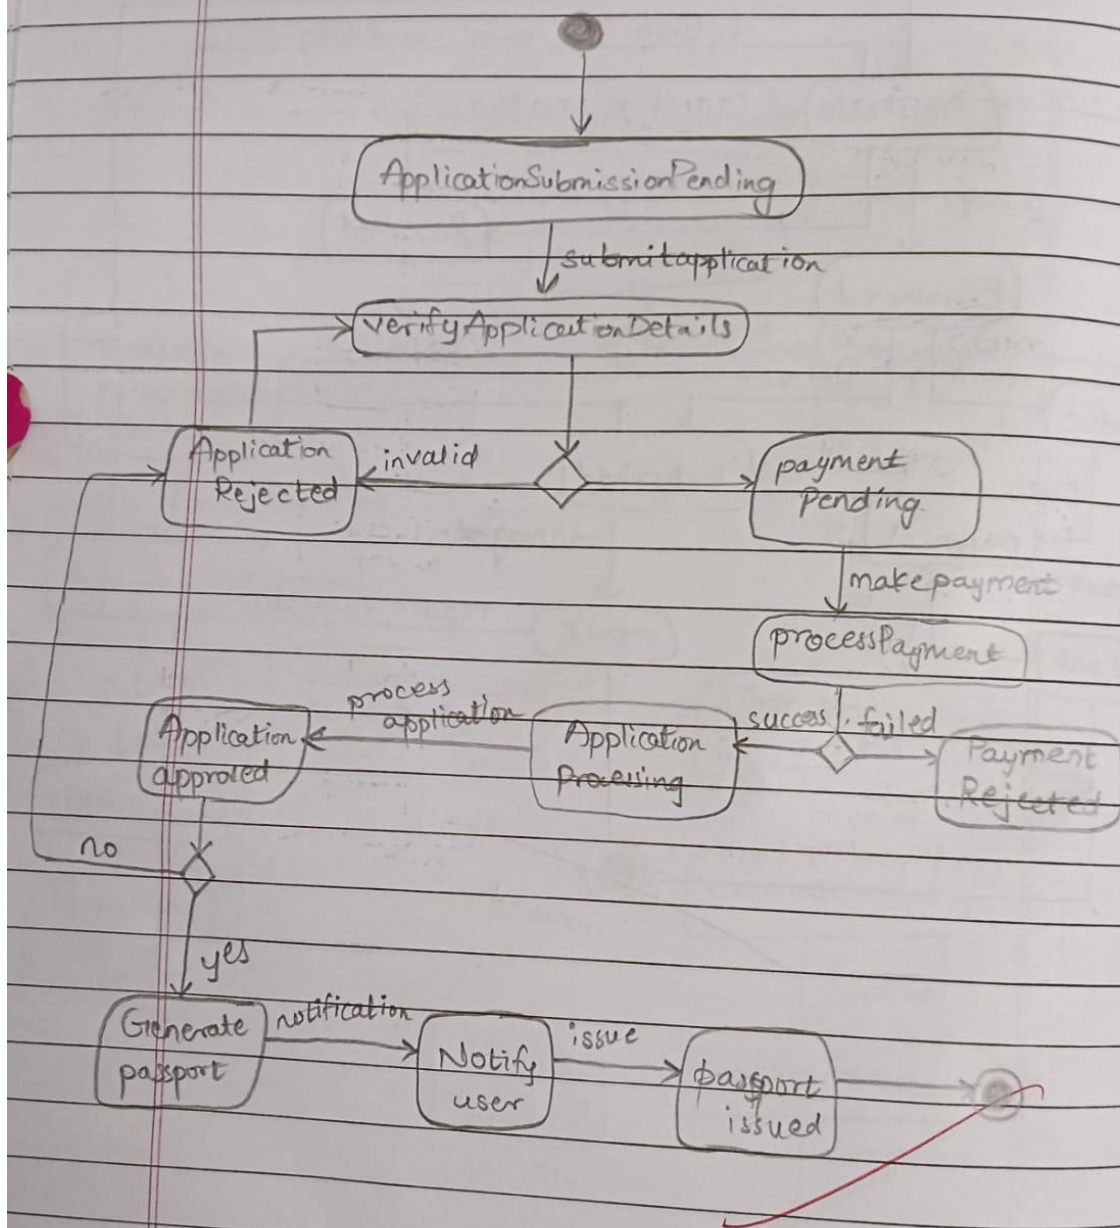 ApplicationSubmissionPending
submitapplication
verifyApplicationDetails
Application
Rejected
invalid
payment
Pending
makepayment
processPayment
success
failed
Payment
Rejected
Application
Processing
process
application
Application
approved
no
yes
Generate
passport
notification
Notify
user
issue
passport
issued